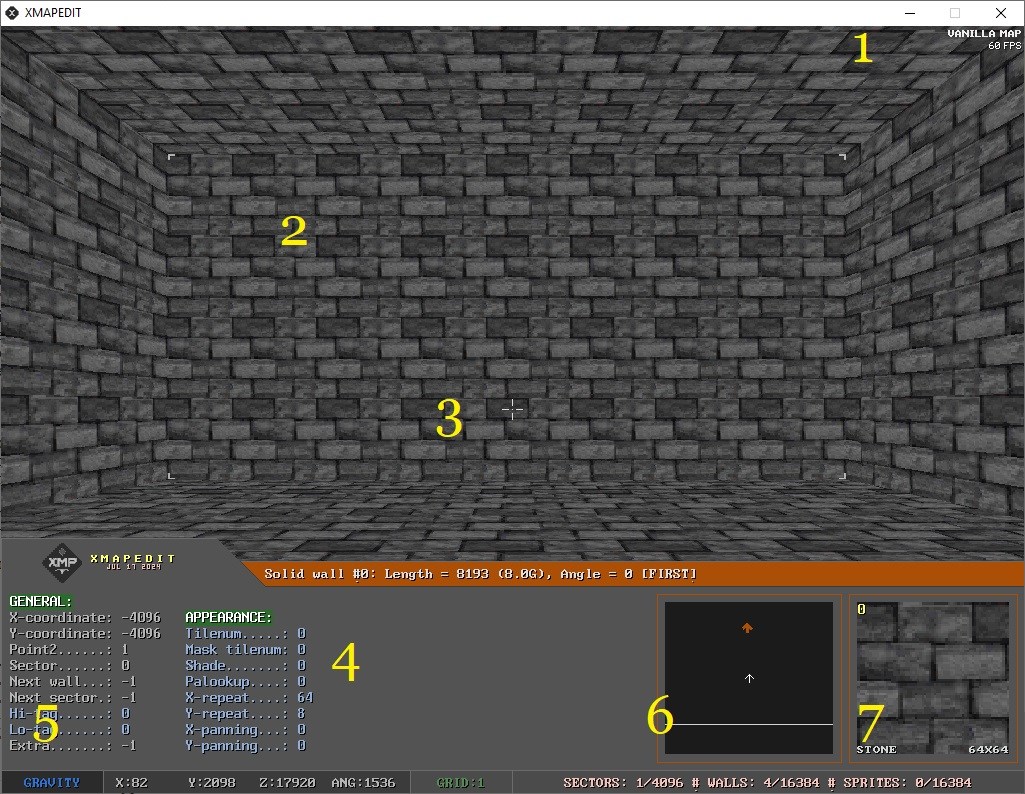 XMAPEDIT
VANILLA MAP
60 FPS
1
2
3
XMP
XMAPEDIT
JUL 17 2024
Solid wall #0: Length = 8193 (8.0G), Angle = 0 [FIRST]
GENERAL:
X-coordinate: -4096
Y-coordinate: -4096
Point2......: 1
Sector......: 0
Next wall...: -1
Next sector.: -1
Hi-tag......: 0
Lo-tag......: 0
Extra.......: -1
5
APPEARANCE:
Tilenum.....: 0
Mask tilenum: 0
Shade.......: 0
Palookup....: 0
X-repeat....: 64
Y-repeat....: 8
X-panning...: 0
Y-panning...: 0
4
6
0
7
STONE 64X64
GRAVITY X:82 Y:2098 Z:17920 ANG:1536 GRID:1 SECTORS: 1/4096 # WALLS: 4/16384 # SPRITES: 0/16384